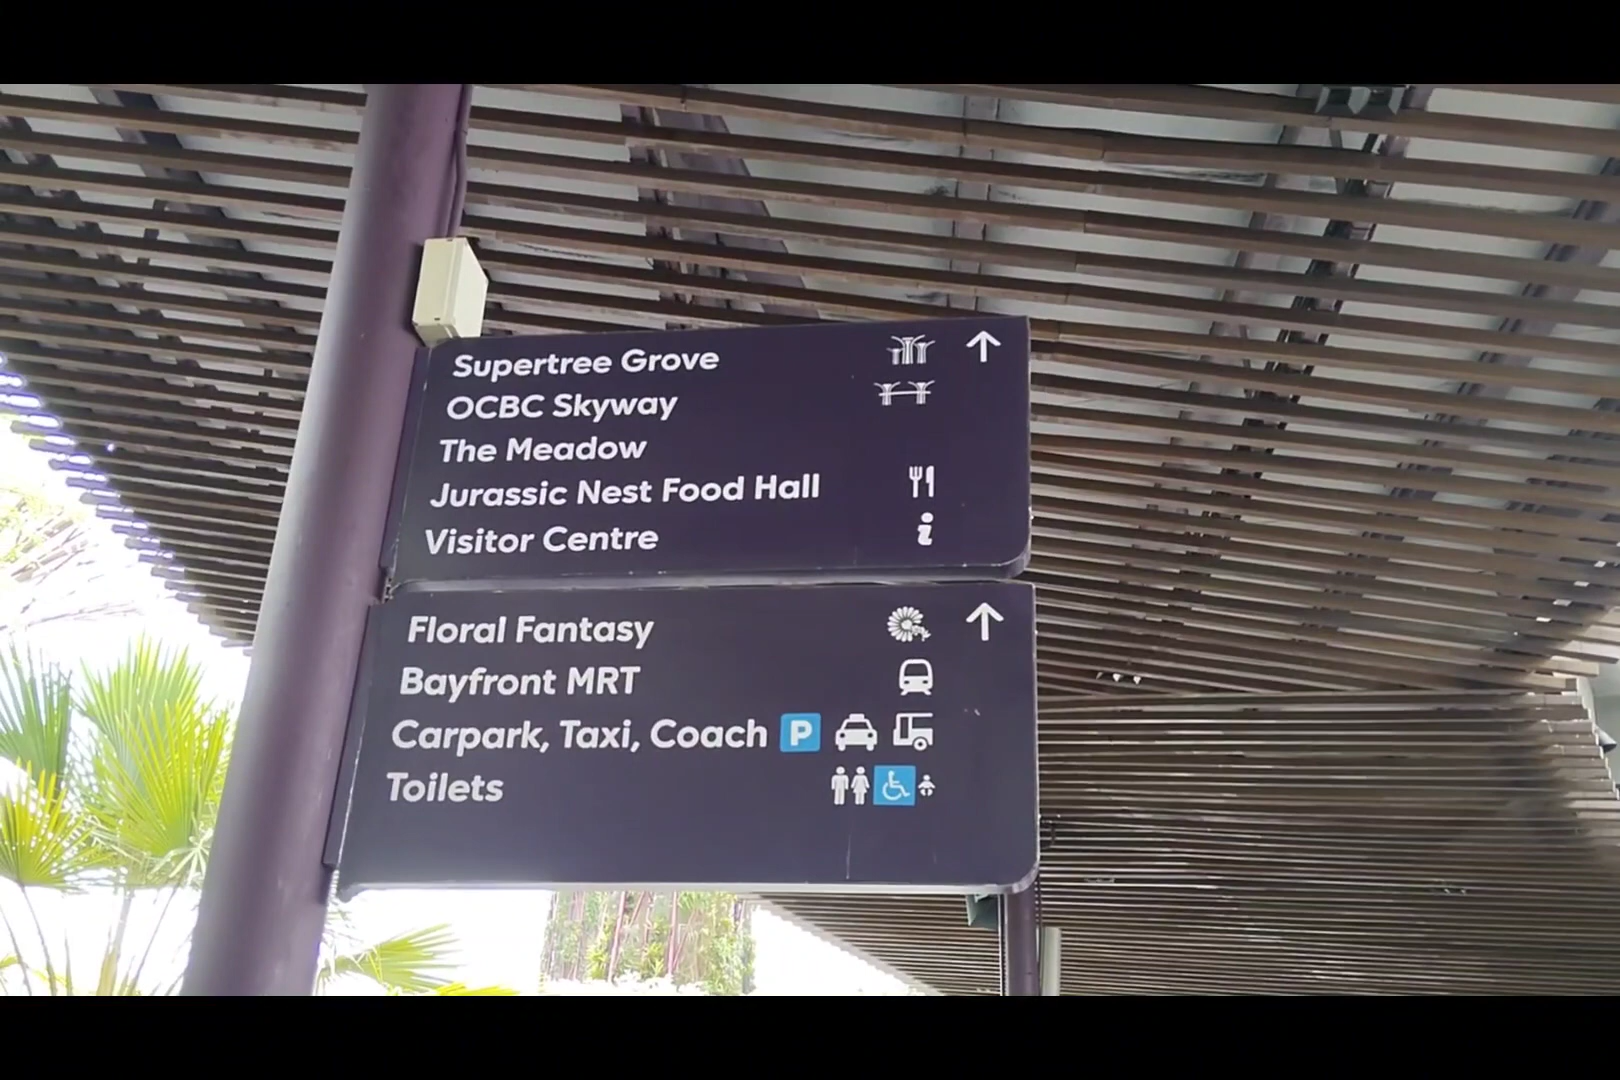 Supertree Grove
OCBC Skyway
The Meadow
Jurassic Nest Food Hall
Visitor Centre
Floral Fantasy
Bayfront MRT
Carpark, Taxi, Coach P
Toilets